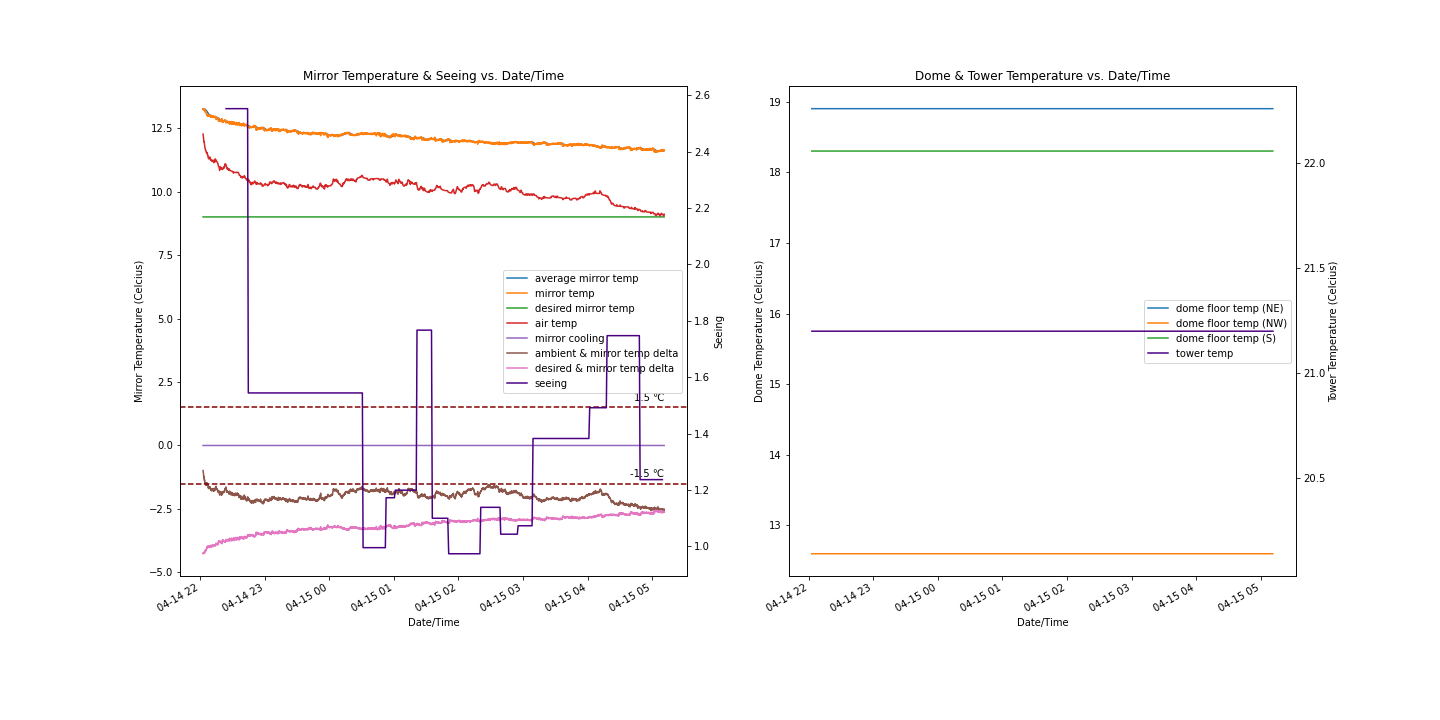 Mirror Temperature & Seeing vs. Date/Time
Mirror Temperature (Celcius)
12.5
10.0
7.5
5.0
2.5
0.0
−2.5
−5.0
2.6
2.4
2.2
2.0
1.8
1.6
1.4
1.2
1.0
Seeing
average mirror temp
mirror temp
desired mirror temp
air temp
mirror cooling
ambient & mirror temp delta
desired & mirror temp delta
seeing
1.5 °C
-1.5 °C
04-14 22
04-14 23
04-15 00
04-15 01
04-15 02
04-15 03
04-15 04
04-15 05
Date/Time
Dome & Tower Temperature vs. Date/Time
Dome Temperature (Celcius)
19
18
17
16
15
14
13
22.0
21.5
21.0
20.5
Tower Temperature (Celcius)
dome floor temp (NE)
dome floor temp (NW)
dome floor temp (S)
tower temp
04-14 22
04-14 23
04-15 00
04-15 01
04-15 02
04-15 03
04-15 04
04-15 05
Date/Time